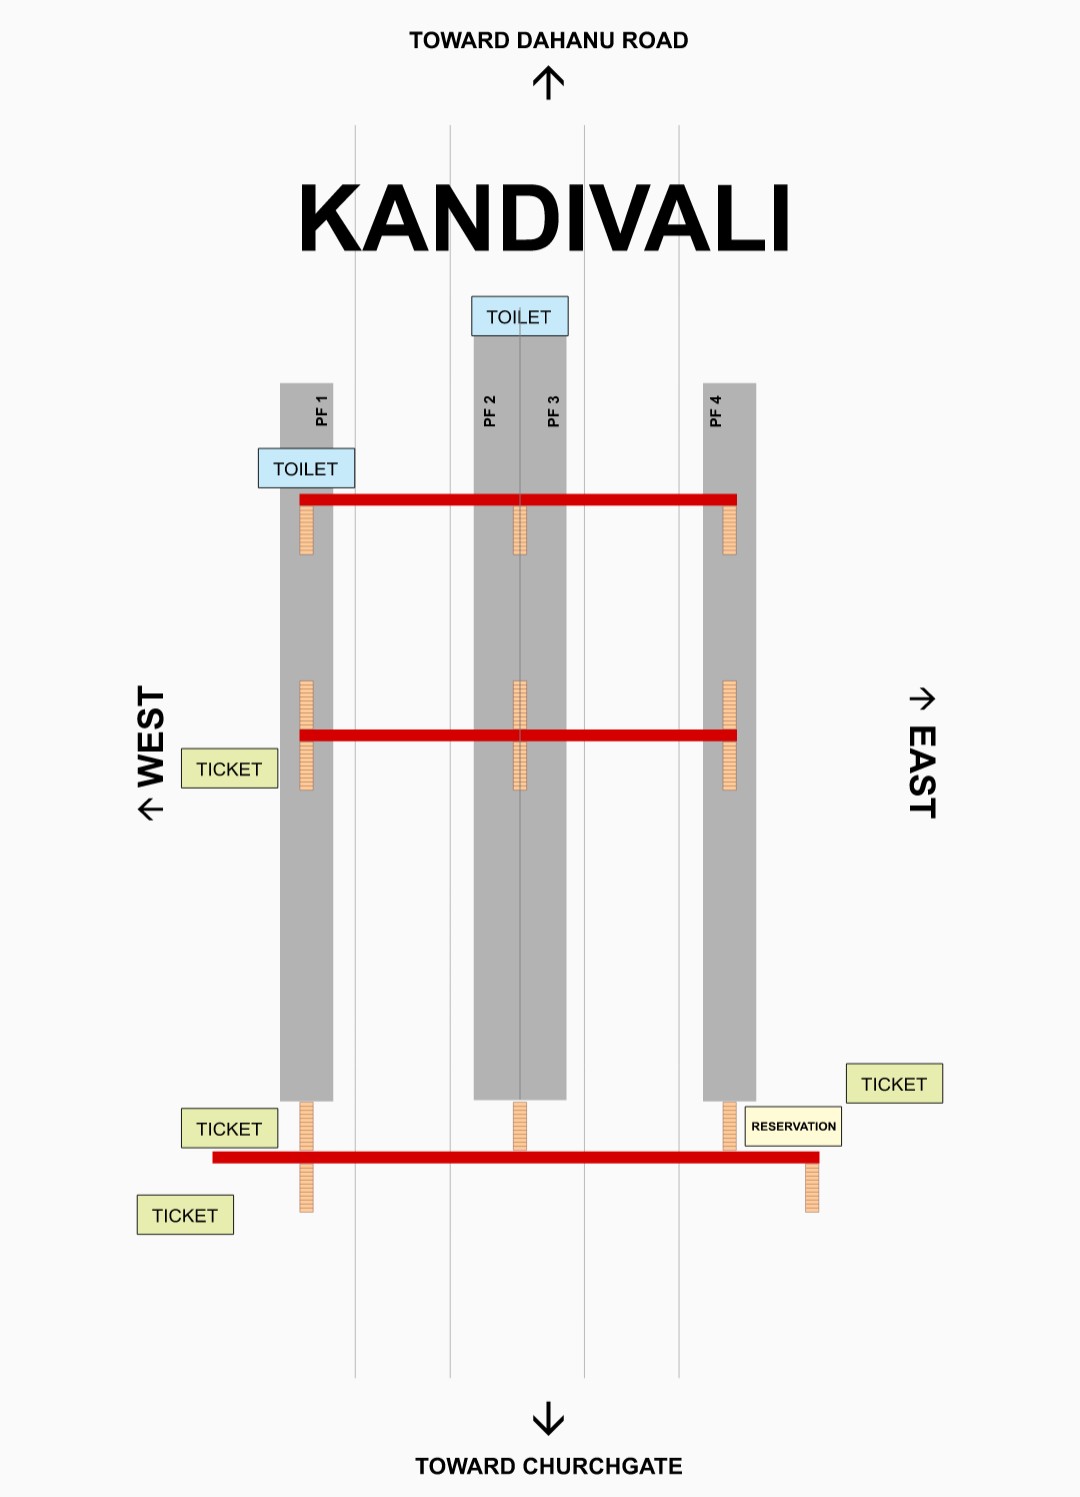 TOWARD DAHANU ROAD
↑
KANDIVALI
TOILET
PF 1
PF 2
PF 3
PF 4
TOILET
← WEST
→ EAST
TICKET
TICKET
TICKET
RESERVATION
TICKET
↓
TOWARD CHURCHGATE